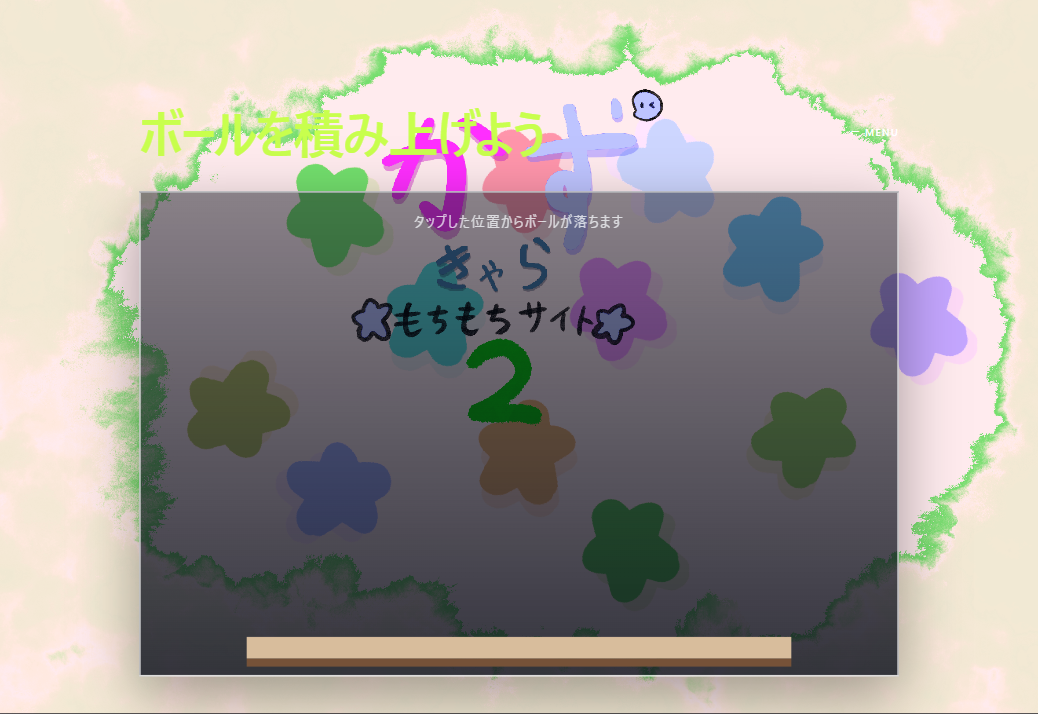 ボールを積み上げよう
かず
← MENU
タップした位置からボールが落ちます
きゃら
もちもちサイト
2